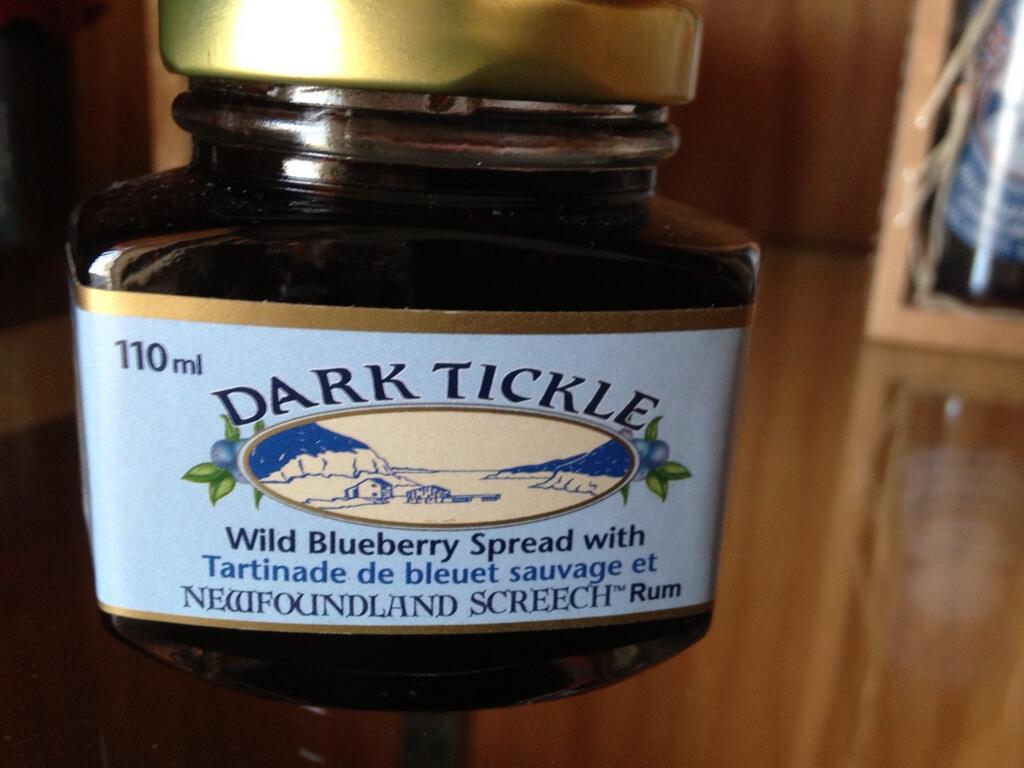 110 ml
DARK TICKLE
Wild Blueberry Spread with
Tartinade de bleuet sauvage et
NEWFOUNDLAND SCREECH™ Rum